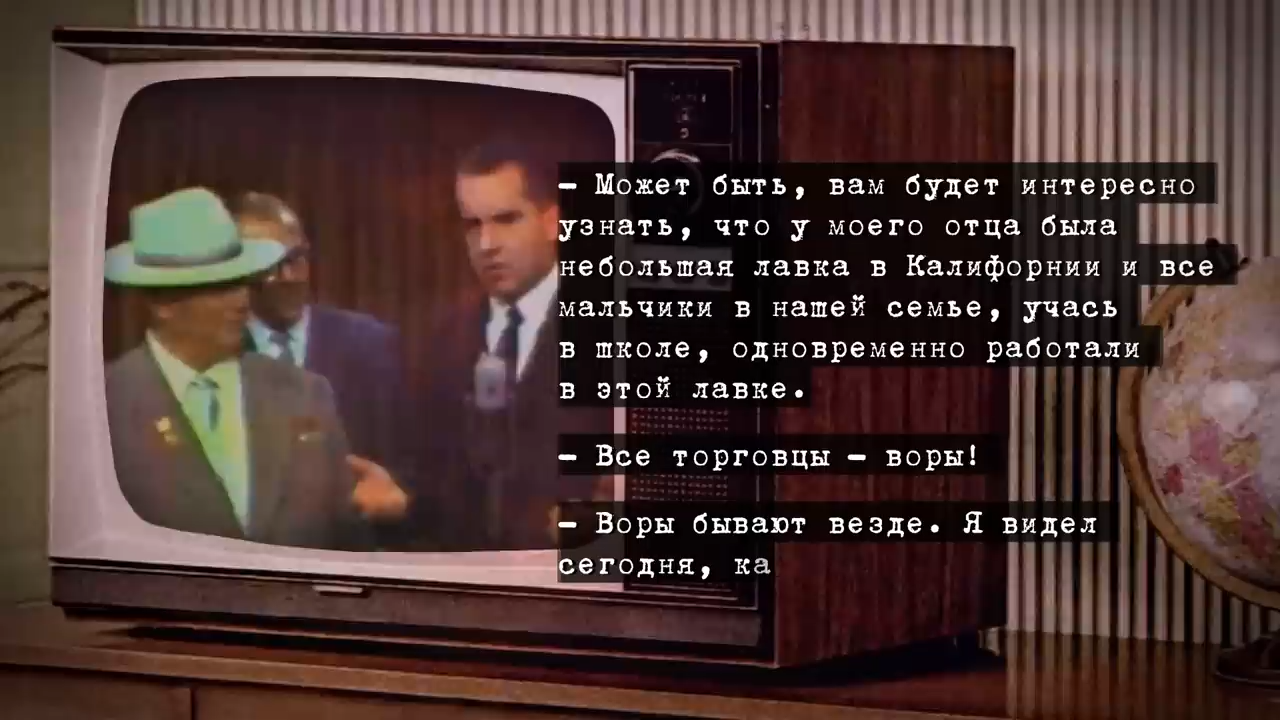 – Может быть, вам будет интересно
узнать, что у моего отца была
небольшая лавка в Калифорнии и все
мальчики в нашей семье, учась
в школе, одновременно работали
в этой лавке.
– Все торговцы – воры!
– Воры бывают везде. Я видел
сегодня, ка